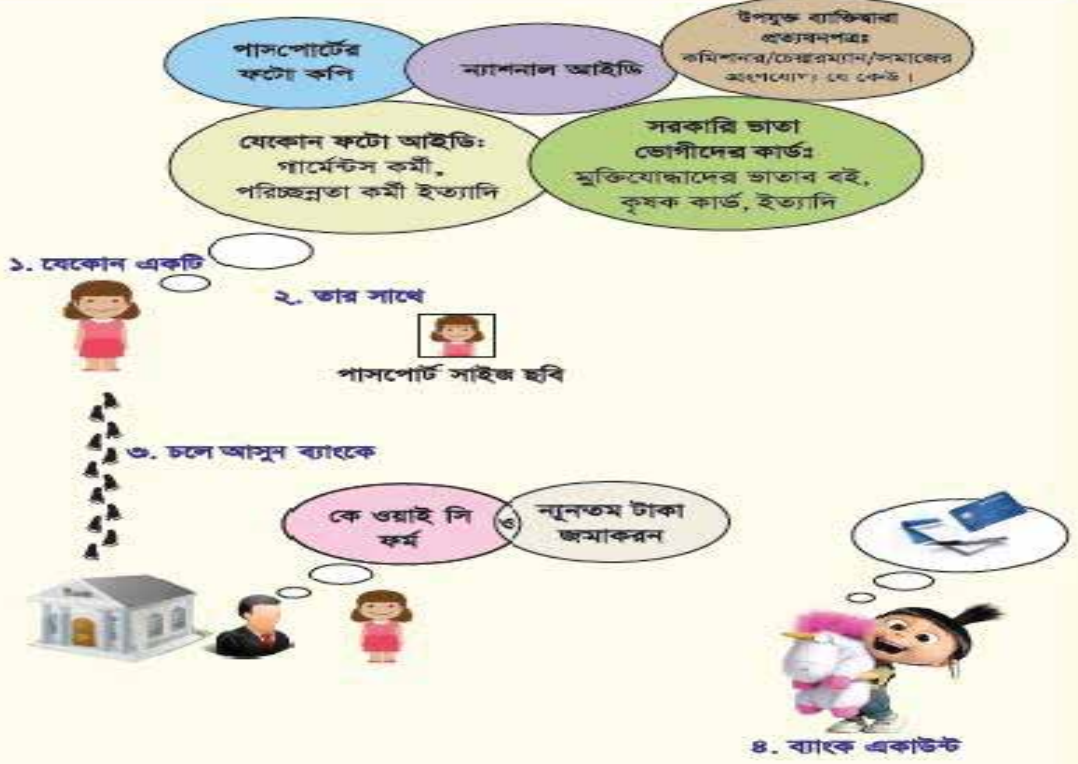 পাসপোর্টের
ফটো কপি
ন্যাশনাল আইডি
উপযুক্ত ব্যাক্তিদ্বারা
প্রত্যয়নপত্রঃ
কমিশনার/চেয়ারম্যান/সমাজের
গ্রহণযোগ্য যে কেউ ।
যেকোন ফটো আইডি:
গার্মেন্টস কর্মী,
পরিচ্ছন্নতা কর্মী ইত্যাদি
সরকারি ভাতা
ভোগীদের কার্ডঃ
মুক্তিযোদ্ধাদের ভাতার বই,
কৃষক কার্ড, ইত্যাদি
১. যেকোন একটি
২. তার সাথে
পাসপোর্ট সাইজ ছবি
৩. চলে আসুন ব্যাংকে
কে ওয়াই সি
ফর্ম
ও
ন্যূনতম টাকা
জমাকরন
৪. ব্যাংক একাউন্ট